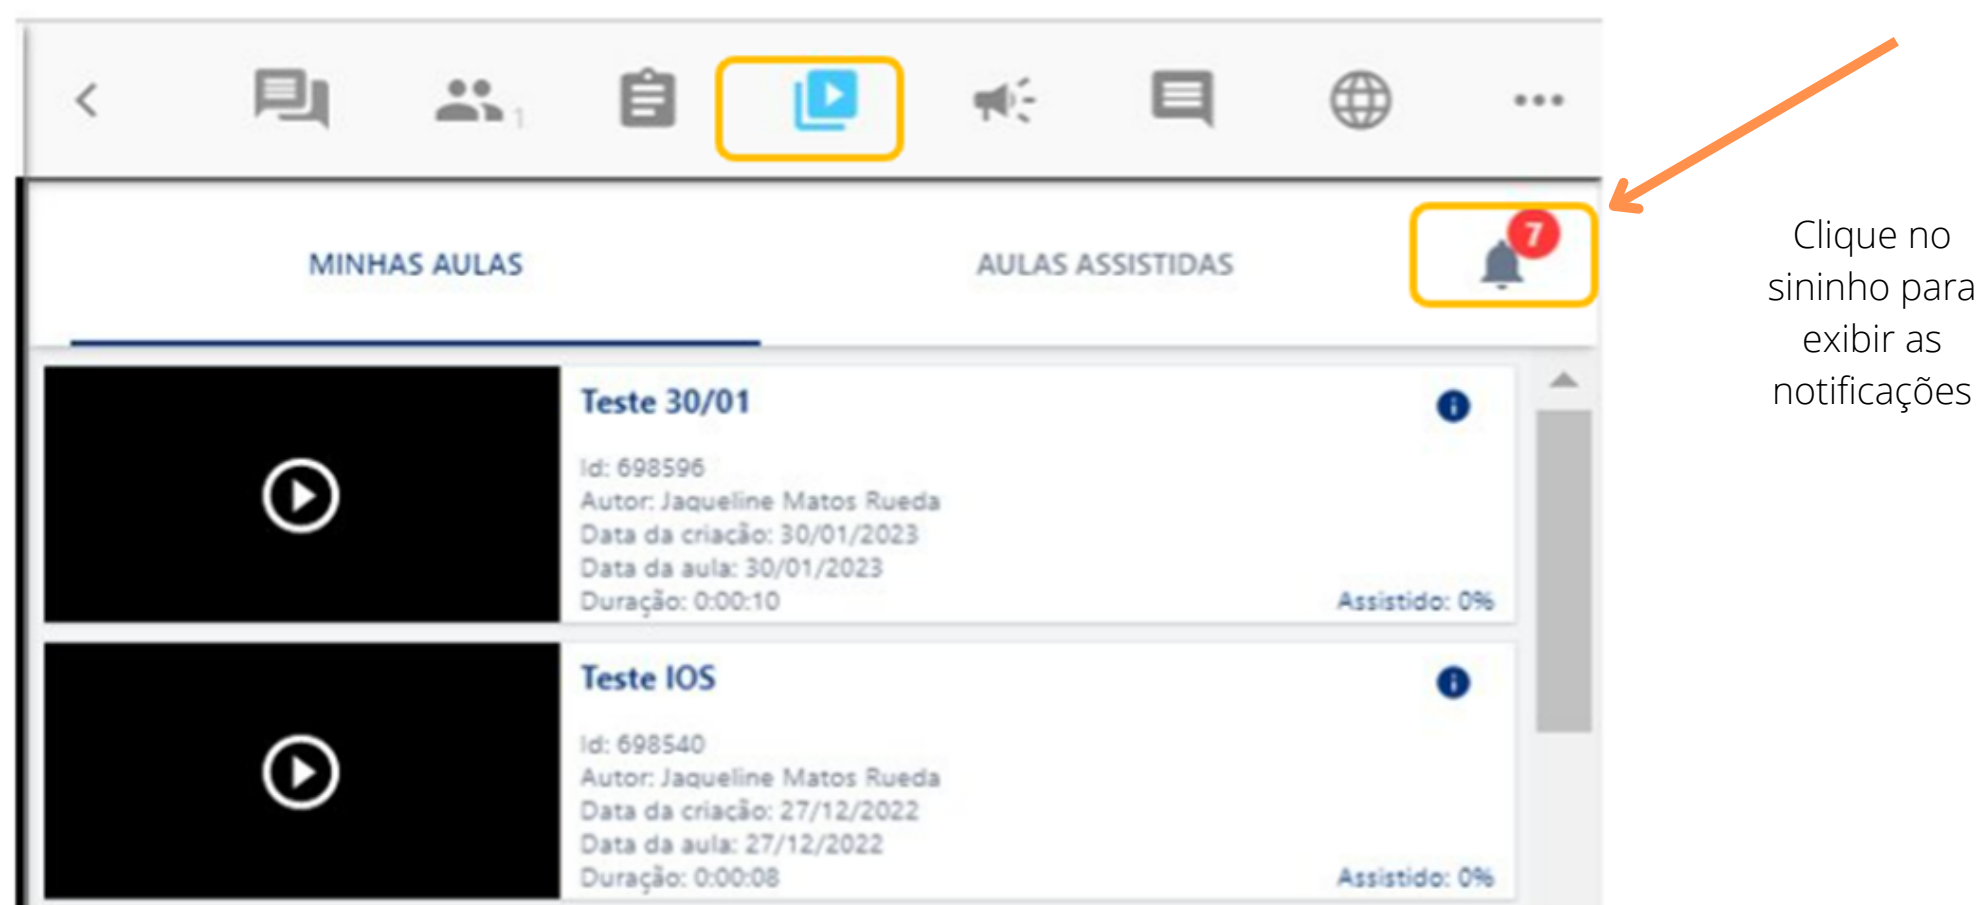 1
MINHAS AULAS
AULAS ASSISTIDAS
7
Clique no
sininho para
exibir as
notificações
Teste 30/01
Id: 698596
Autor: Jaqueline Matos Rueda
Data da criação: 30/01/2023
Data da aula: 30/01/2023
Duração: 0:00:10
Assistido: 0%
Teste IOS
Id: 698540
Autor: Jaqueline Matos Rueda
Data da criação: 27/12/2022
Data da aula: 27/12/2022
Duração: 0:00:08
Assistido: 0%